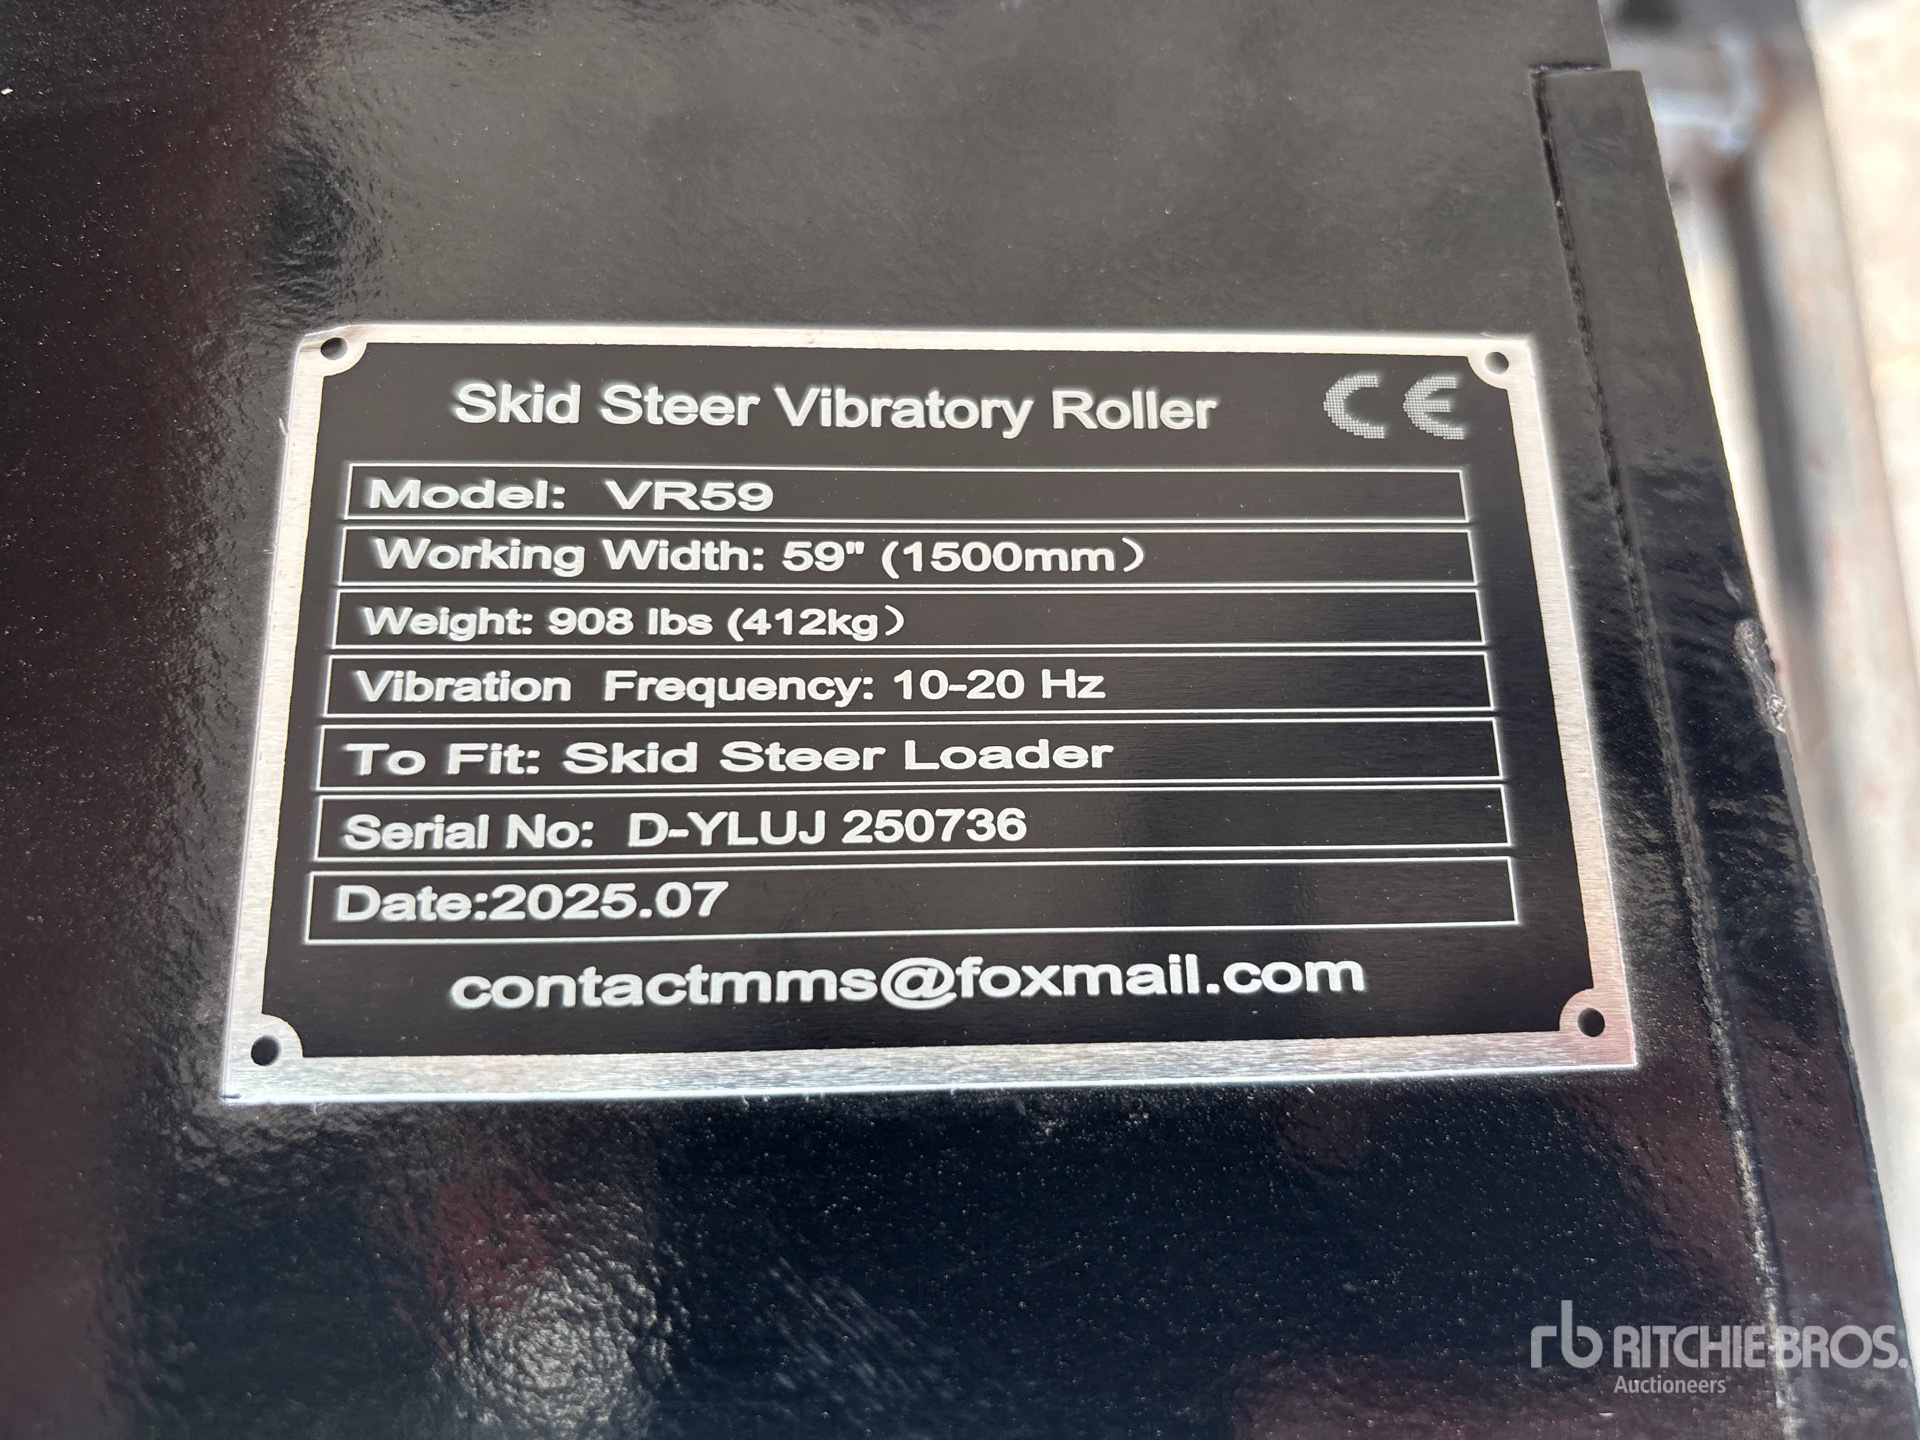 Skid Steer Vibratory Roller CE
Model: VR59
Working Width: 59" (1500mm）
Weight: 908 lbs (412kg）
Vibration Frequency: 10-20 Hz
To Fit: Skid Steer Loader
Serial No: D-YLUJ 250736
Date:2025.07
contactmms@foxmail.com
rb RITCHIE BROS.
Auctioneers